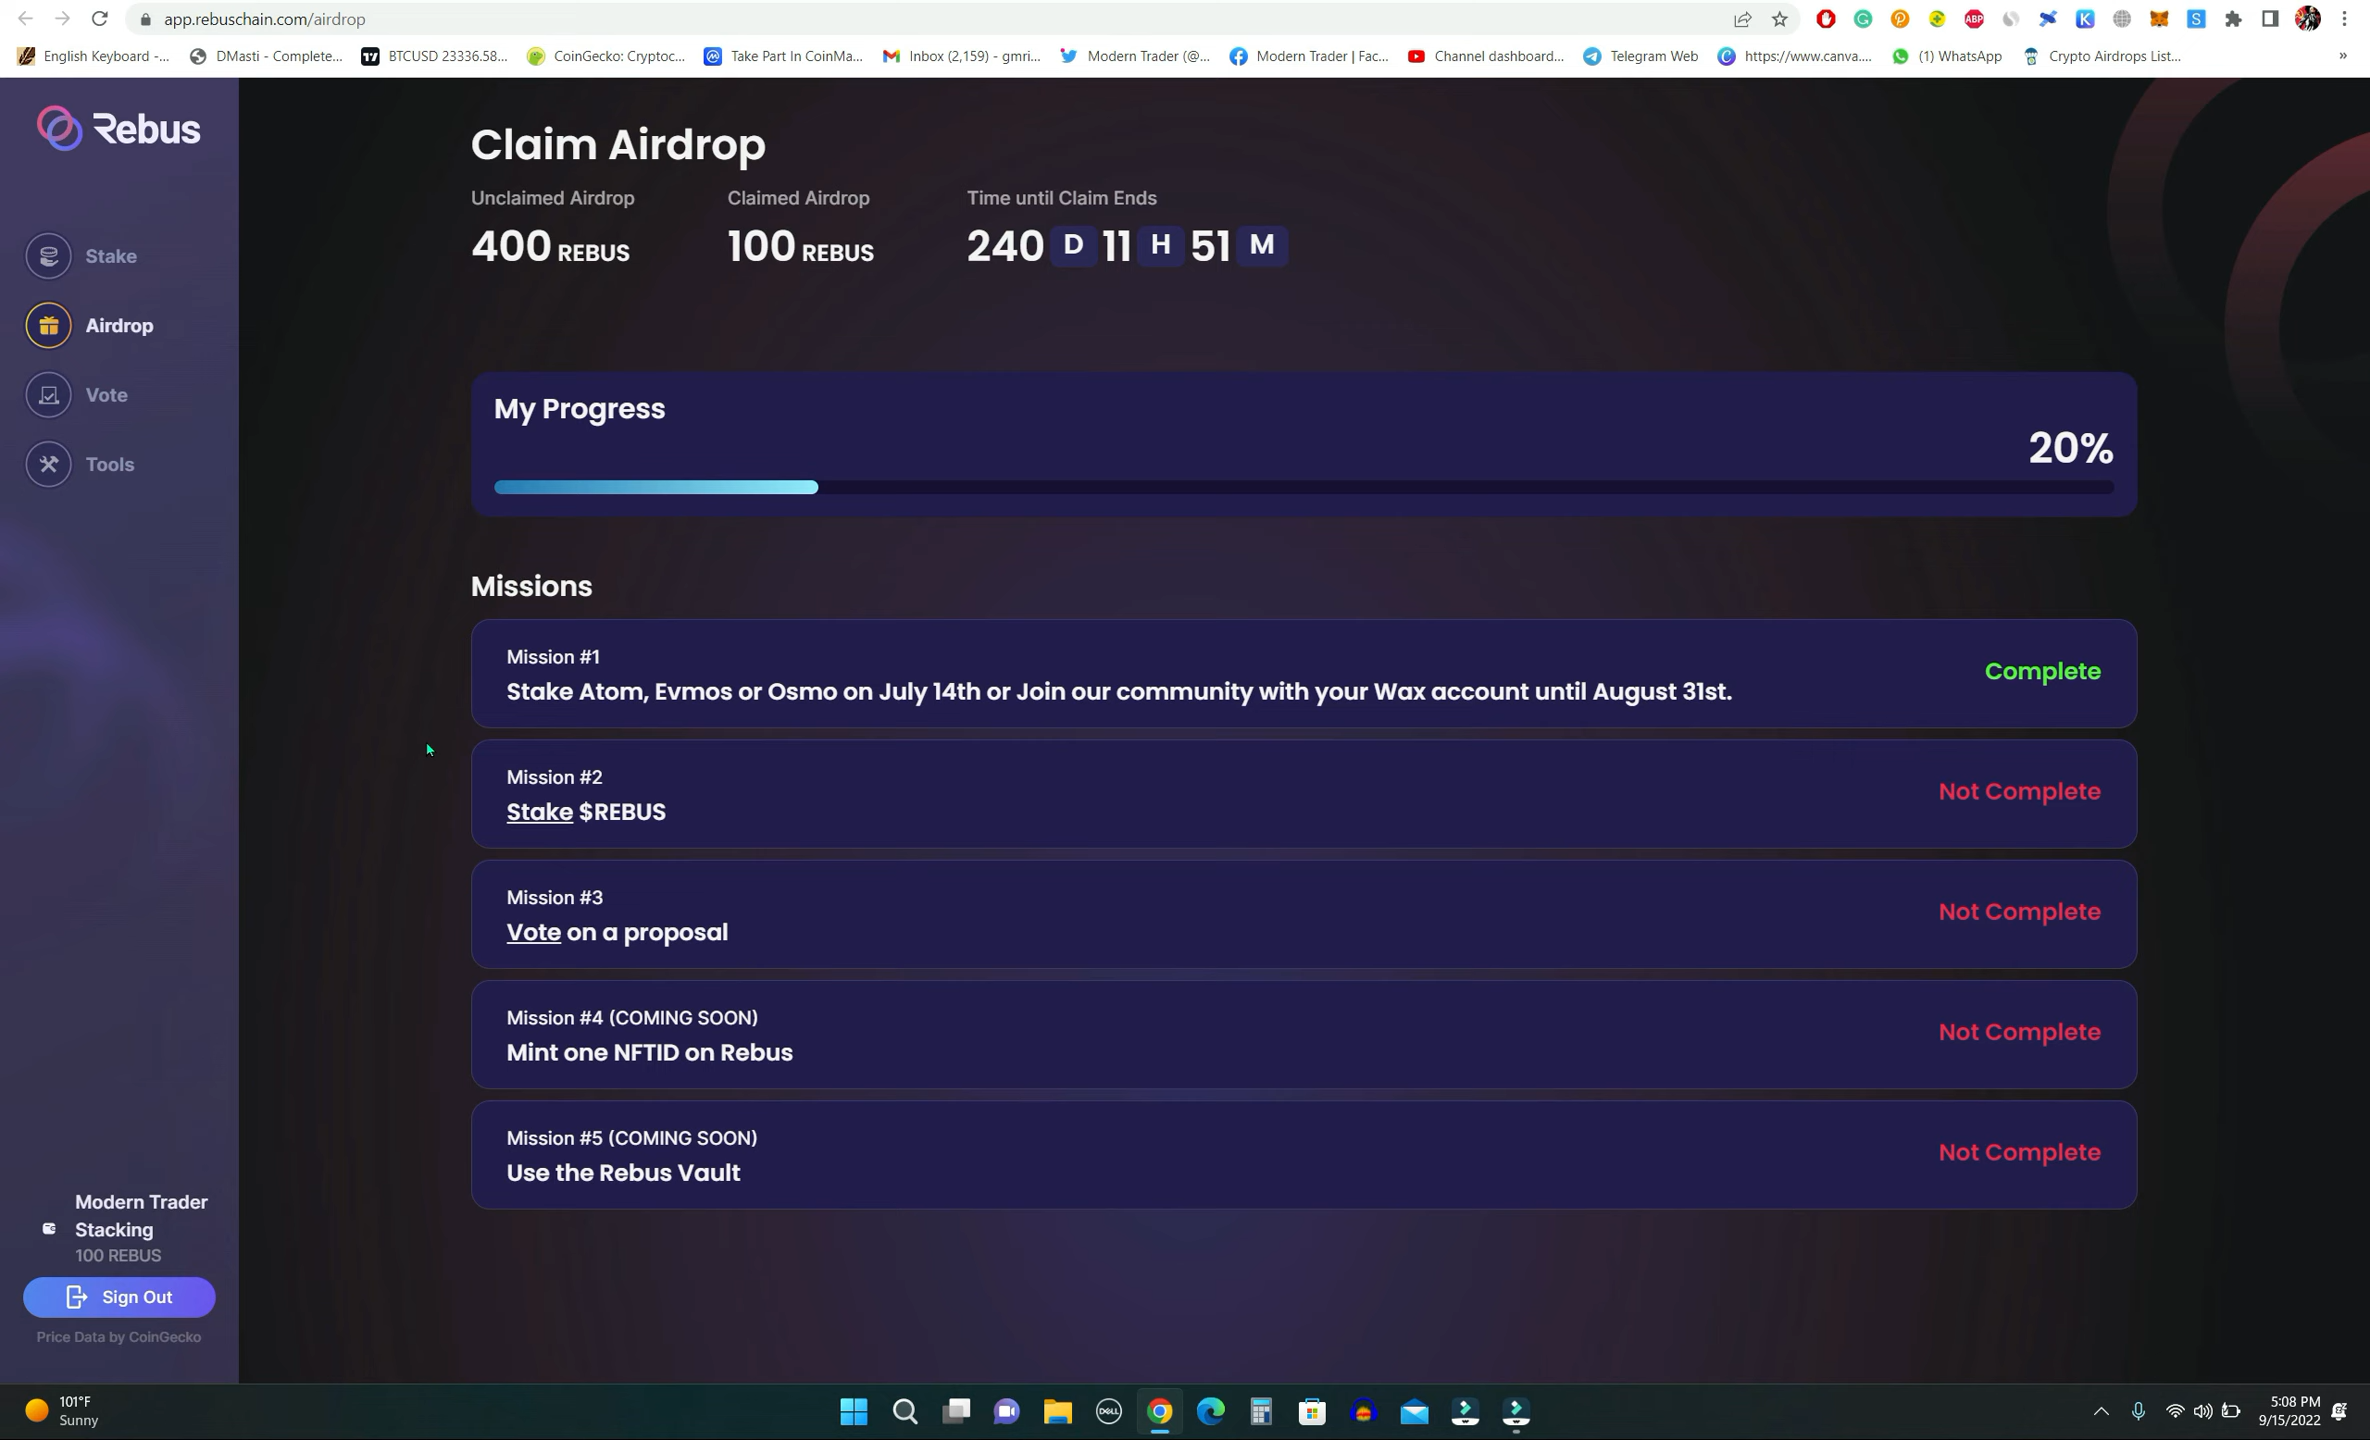 app.rebuschain.com/airdrop
ABP
K
S
English Keyboard -...
DMasti - Complete...
BTCUSD 23336.58...
CoinGecko: Cryptoc...
Take Part In CoinMa...
Inbox (2,159) - gmri...
Modern Trader (@-...
Modern Trader | Fac...
Channel dashboard...
Telegram Web
https://www.canva....
(1) WhatsApp
Crypto Airdrops List...
»
Rebus
Stake
Airdrop
Vote
Tools
Claim Airdrop
Unclaimed Airdrop
Claimed Airdrop
Time until Claim Ends
400 REBUS
100 REBUS
240 D 11 H 51 M
My Progress
20%
Missions
Mission #1
Stake Atom, Evmos or Osmo on July 14th or Join our community with your Wax account until August 31st.
Complete
Mission #2
Stake $REBUS
Not Complete
Mission #3
Vote on a proposal
Not Complete
Mission #4 (COMING SOON)
Mint one NFTID on Rebus
Not Complete
Mission #5 (COMING SOON)
Use the Rebus Vault
Not Complete
Modern Trader
Stacking
100 REBUS
Sign Out
Price Data by CoinGecko
101°F
Sunny
DELL
5:08 PM
9/15/2022